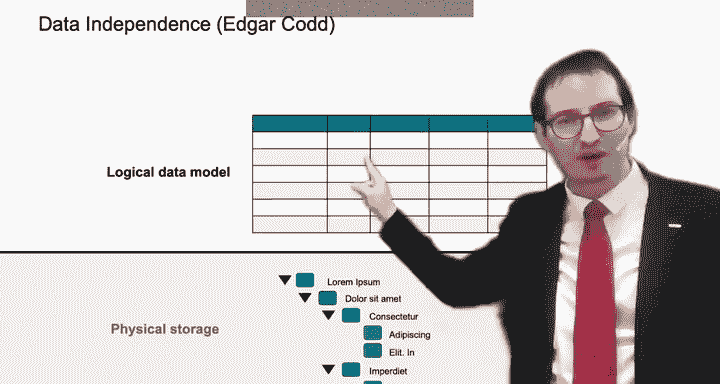 Data Independence (Edgar Codd)
Logical data model
Lorem Ipsum
Dolor sit amet
Consectetur
Physical storage
Adipiscing
Elit. In
Imperdiet